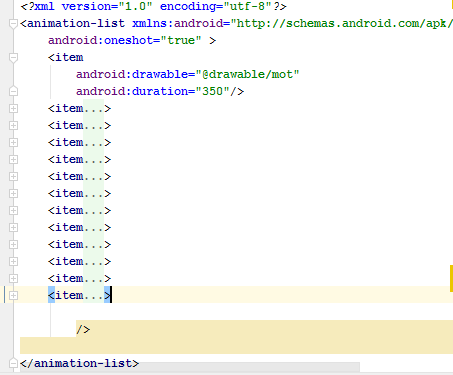 <?xml version="1.0" encoding="utf-8"?>
<animation-list xmlns:android="http://schemas.android.com/apk/
android:oneshot="true" >
<item
android:drawable="@drawable/mot"
android:duration="350"/>
<item...>
<item...>
<item...>
<item...>
<item...>
<item...>
<item...>
<item...>
<item...>
<item...>
<item...>
<item...>
/>
</animation-list>